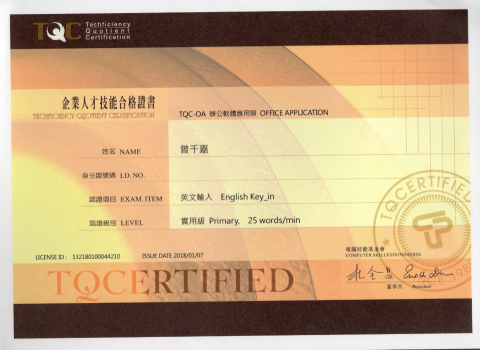 TQC Techficiency
Quotient
Certification
企業人才技能合格證書
TECHFICIENCY QUOTIENT CERTIFICATION
TQC-OA 辦公軟體應用類 OFFICE APPLICATION
姓名 NAME 曾千嘉
身分證號碼 I.D. NO.
認證項目 EXAM. ITEM 英文輸入 English Key_in
認證級別 LEVEL 實用級 Primary, 25 words/min
TQCERTIFIED
電腦技能基金會
COMPUTER SKILLS FOUNDATION
LICENSE ID : 132180100044210 ISSUE DATE 2018/01/07
TQCERTIFIED
董事長 President